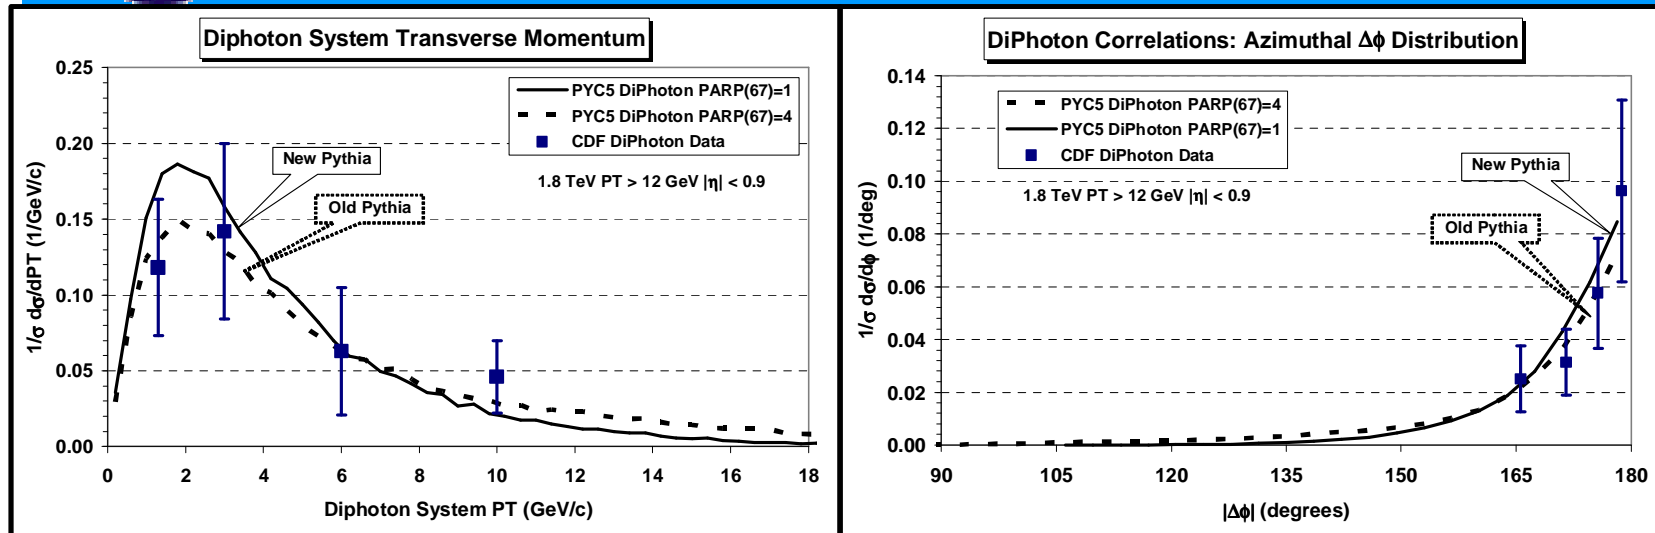 Diphoton System Transverse Momentum
0.25
0.20
0.15
0.10
0.05
0.00
1/σ dσ/dPT (1/GeV/c)
PYC5 DiPhoton PARP(67)=1
PYC5 DiPhoton PARP(67)=4
CDF DiPhoton Data
New Pythia
1.8 TeV PT > 12 GeV |η| < 0.9
Old Pythia
0 2 4 6 8 10 12 14 16 18
Diphoton System PT (GeV/c)
DiPhoton Correlations: Azimuthal Δϕ Distribution
0.14
0.12
0.10
0.08
0.06
0.04
0.02
0.00
1/σ dσ/dϕ (1/deg)
PYC5 DiPhoton PARP(67)=4
PYC5 DiPhoton PARP(67)=1
CDF DiPhoton Data
New Pythia
1.8 TeV PT > 12 GeV |η| < 0.9
Old Pythia
90 105 120 135 150 165 180
|Δϕ| (degrees)